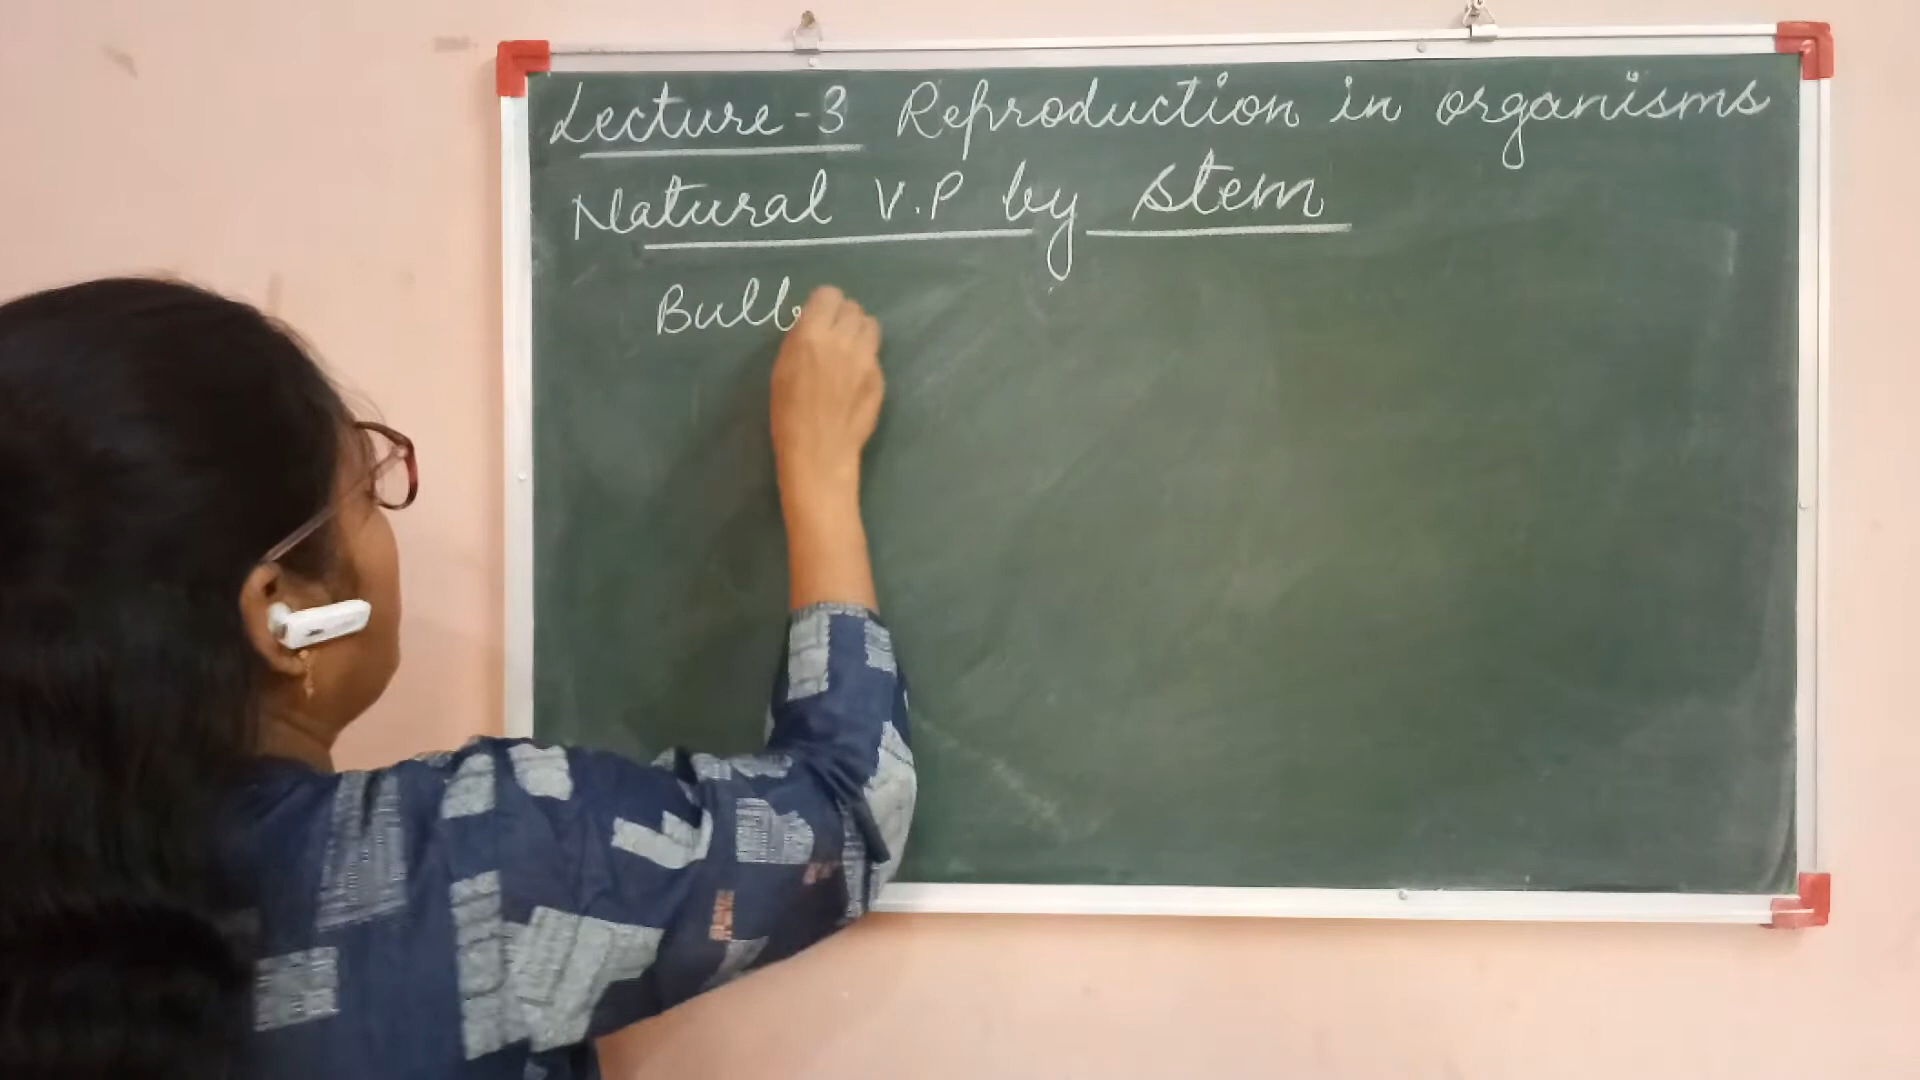 Lecture-3 Reproduction in organisms
Natural V.P by stem
Bulb